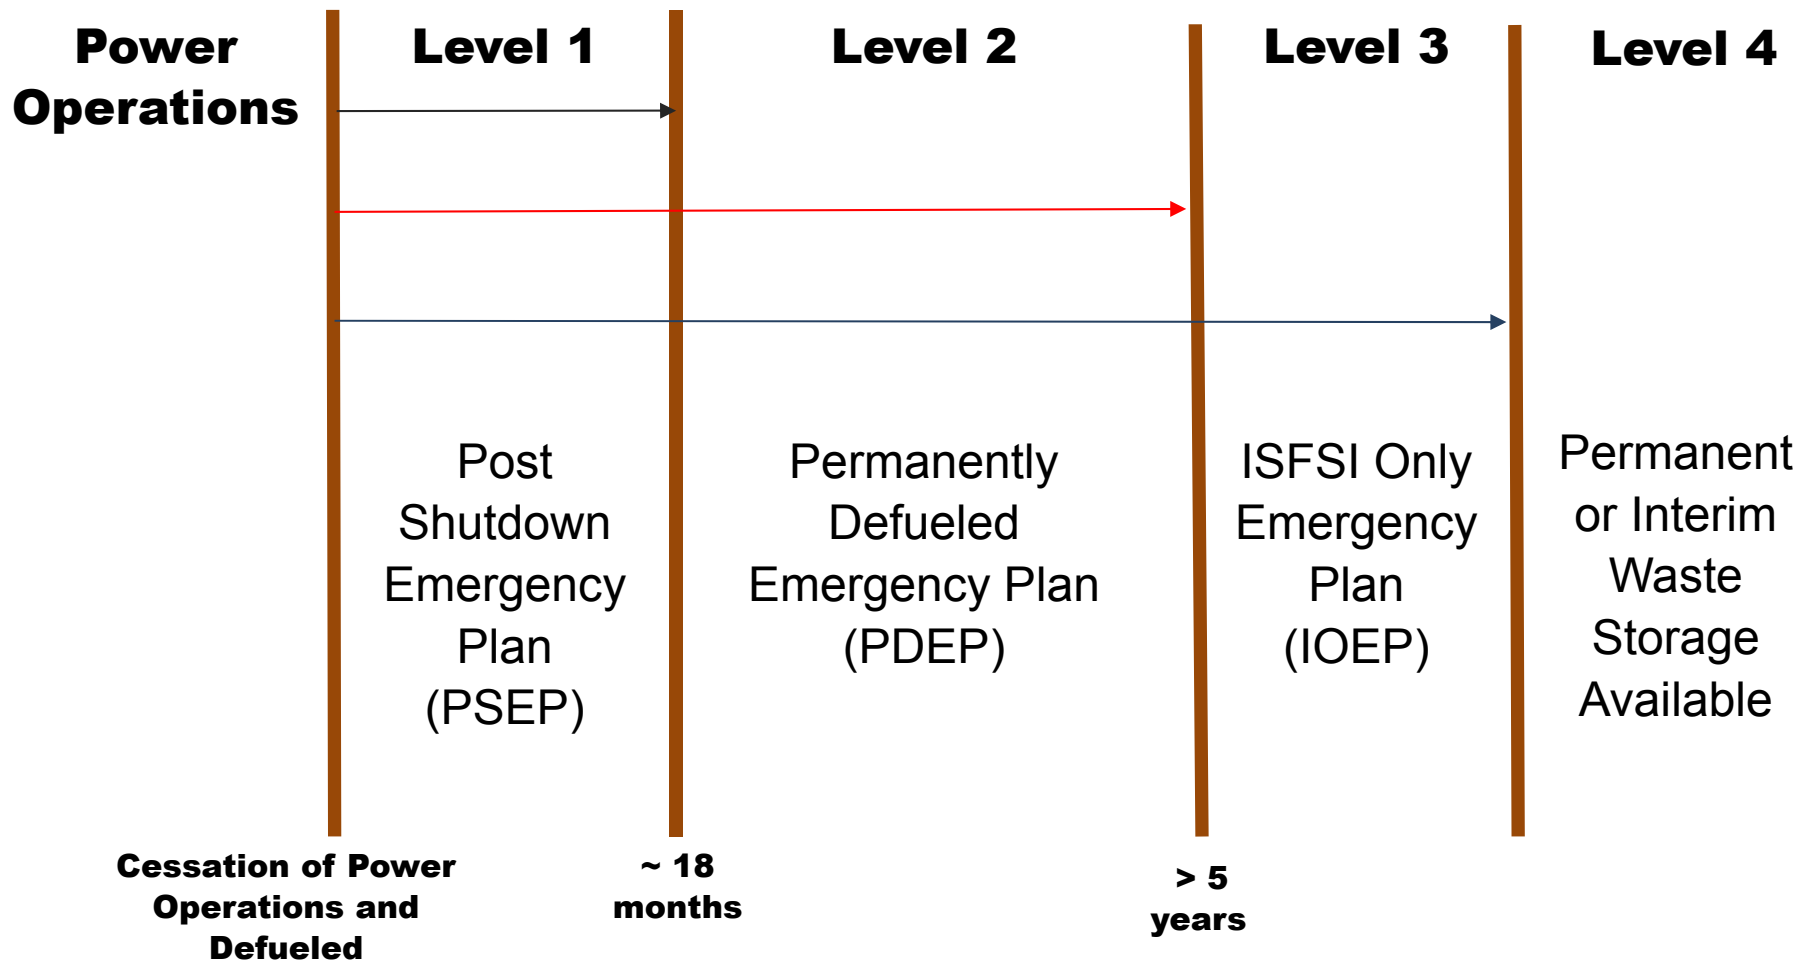 Power
Operations
Level 1
Level 2
Level 3
Level 4
Post
Shutdown
Emergency
Plan
(PSEP)
Permanently
Defueled
Emergency Plan
(PDEP)
ISFSI Only
Emergency
Plan
(IOEP)
Permanent
or Interim
Waste
Storage
Available
Cessation of Power
Operations and
Defueled
~ 18
months
> 5
years